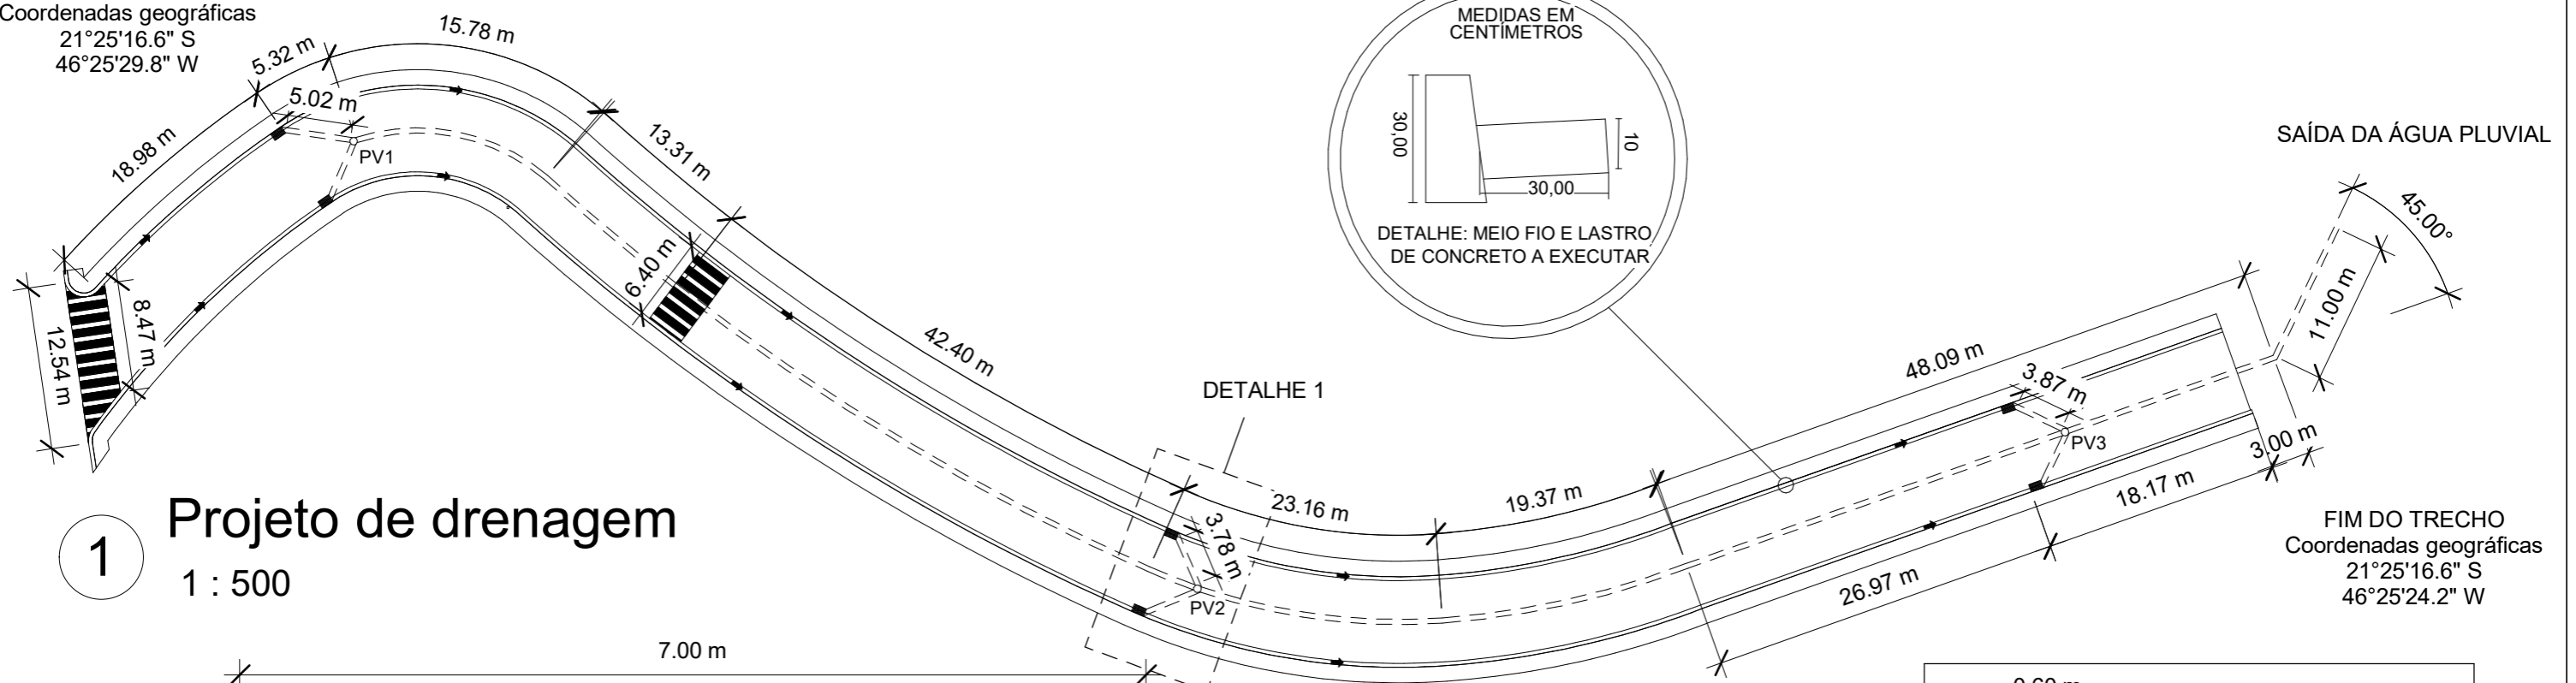 Coordenadas geográficas
21°25'16.6" S
46°25'29.8" W
5.32 m
15.78 m
5.02 m
18.98 m
PV1
13.31 m
12.54 m
8.47 m
6.40 m
42.40 m
MEDIDAS EM
CENTÍMETROS
30,00
10
30,00
DETALHE: MEIO FIO E LASTRO
DE CONCRETO A EXECUTAR
SAÍDA DA ÁGUA PLUVIAL
45.00°
11.00 m
48.09 m
3.87 m
PV3
3.00 m
18.17 m
DETALHE 1
23.16 m
19.37 m
3.78 m
PV2
26.97 m
FIM DO TRECHO
Coordenadas geográficas
21°25'16.6" S
46°25'24.2" W
1
Projeto de drenagem
1 : 500
7.00 m